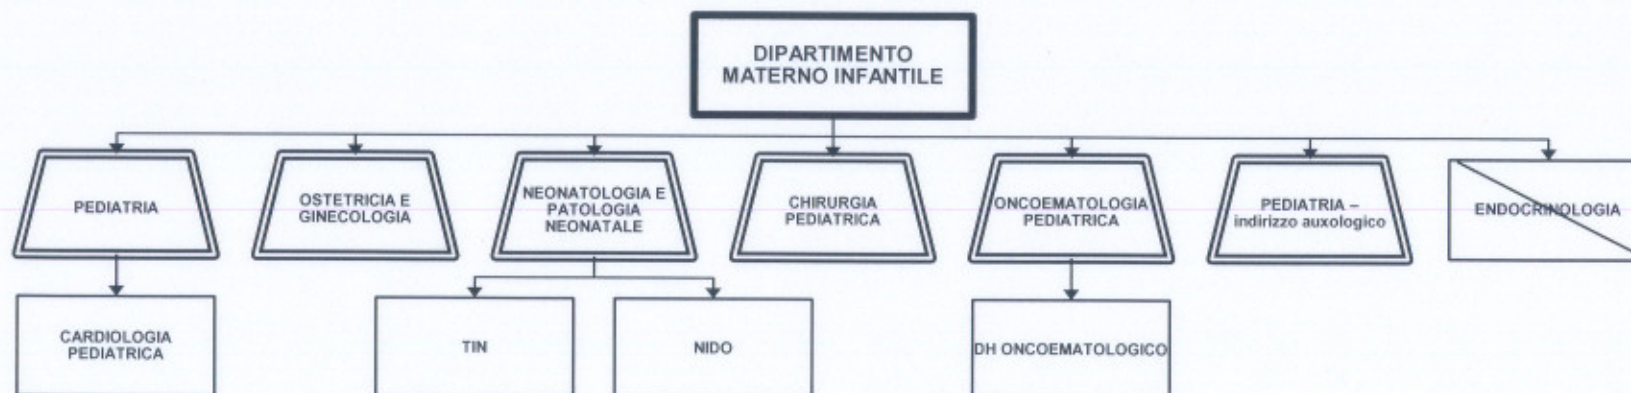 DIPARTIMENTO
MATERNO INFANTILE
PEDIATRIA
OSTETRICIA E
GINECOLOGIA
NEONATOLOGIA E
PATOLOGIA
NEONATALE
CHIRURGIA
PEDIATRICA
ONCOEMATOLOGIA
PEDIATRICA
PEDIATRIA –
indirizzo auxologico
ENDOCRINOLOGIA
CARDIOLOGIA
PEDIATRICA
TIN
NIDO
DH ONCOEMATOLOGICO